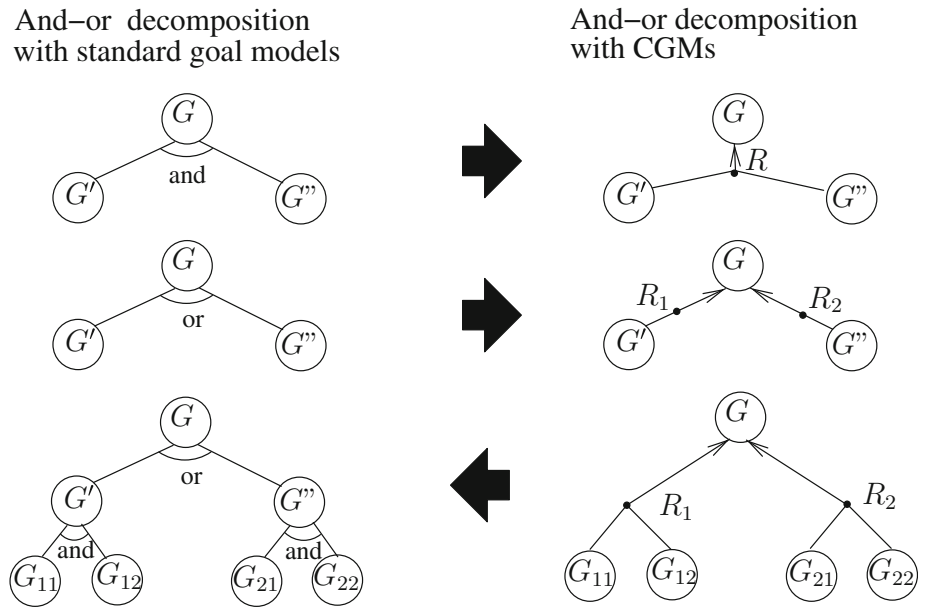 And–or decomposition
with standard goal models
And–or decomposition
with CGMs
G
and
G'
G”
G
R
G'
G”
G
or
G'
G”
G
R₁
R₂
G'
G”
G
or
G'
G”
and
and
G₁₁
G₁₂
G₂₁
G₂₂
G
R₁
R₂
G₁₁
G₁₂
G₂₁
G₂₂